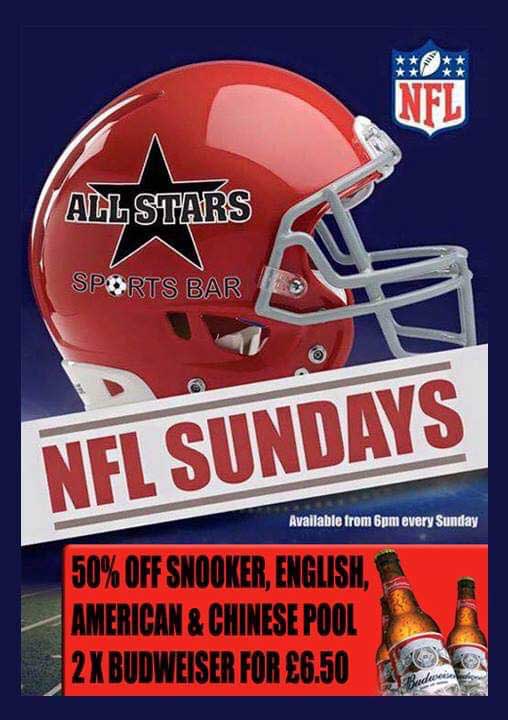 NFL
ALL STARS
SPORTS BAR
NFL SUNDAYS
Available from 6pm every Sunday
50% OFF SNOOKER, ENGLISH,
AMERICAN & CHINESE POOL
2 X BUDWEISER FOR £6.50
Budweiser